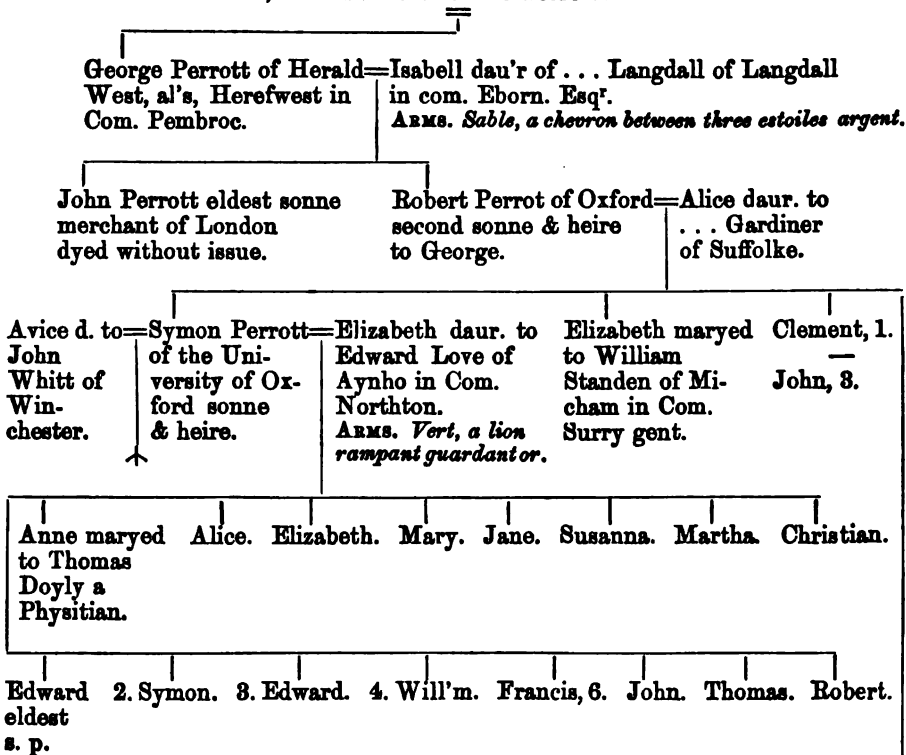 George Perrott of Herald=Isabell dau'r of . . . Langdall of Langdall
West, al's, Herefwest in
Com. Pembroc.
in com. Eborn. Esqr.
ARMS. Sable, a chevron between three estoiles argent.
John Perrott eldest sonne
merchant of London
dyed without issue.
Robert Perrot of Oxford=Alice daur. to
second sonne & heire
to George.
. . . Gardiner
of Suffolke.
Avice d. to=Symon Perrott=Elizabeth daur. to
John
Whitt of
Win-
chester.
of the Uni-
versity of Ox-
ford sonne
& heire.
Edward Love of
Aynho in Com.
Northton.
ARMS. Vert, a lion
rampant guardant or.
Elizabeth maryed
to William
Standen of Mi-
cham in Com.
Surry gent.
Clement, 1.
—
John, 3.
Anne maryed
to Thomas
Doyly a
Physitian.
Alice.
Elizabeth.
Mary.
Jane.
Susanna.
Martha.
Christian.
Edward
eldest
s. p.
2. Symon.
3. Edward.
4. Will'm.
Francis, 6.
John.
Thomas.
Robert.